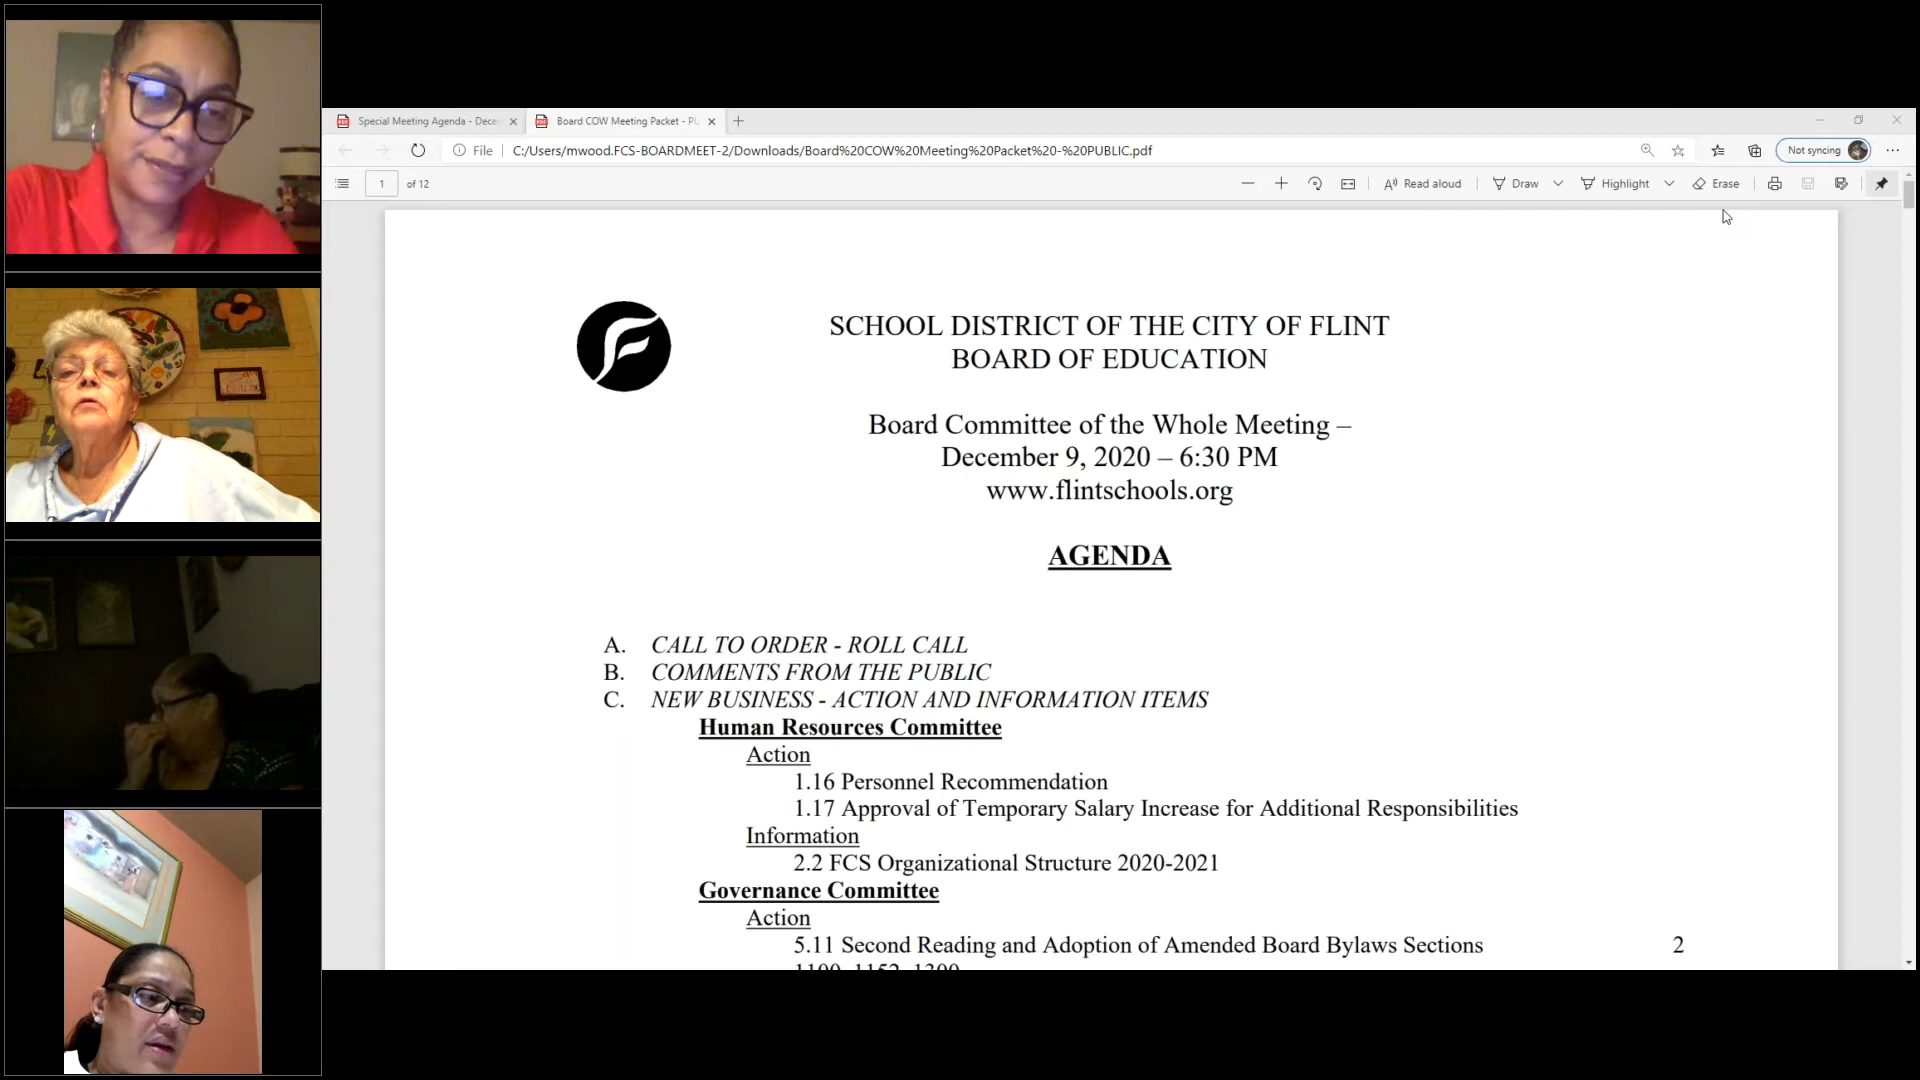 Special Meeting Agenda - Dece
Board COW Meeting Packet - PU
File
C:/Users/mwood.FCS-BOARDMEET-2/Downloads/Board%20COW%20Meeting%20Packet%20-%20PUBLIC.pdf
Not syncing
1 of 12
Read aloud
Draw
Highlight
Erase
SCHOOL DISTRICT OF THE CITY OF FLINT
BOARD OF EDUCATION
Board Committee of the Whole Meeting –
December 9, 2020 – 6:30 PM
www.flintschools.org
AGENDA
A. CALL TO ORDER - ROLL CALL
B. COMMENTS FROM THE PUBLIC
C. NEW BUSINESS - ACTION AND INFORMATION ITEMS
Human Resources Committee
Action
1.16 Personnel Recommendation
1.17 Approval of Temporary Salary Increase for Additional Responsibilities
Information
2.2 FCS Organizational Structure 2020-2021
Governance Committee
Action
5.11 Second Reading and Adoption of Amended Board Bylaws Sections 2
1100, 1152, 1300